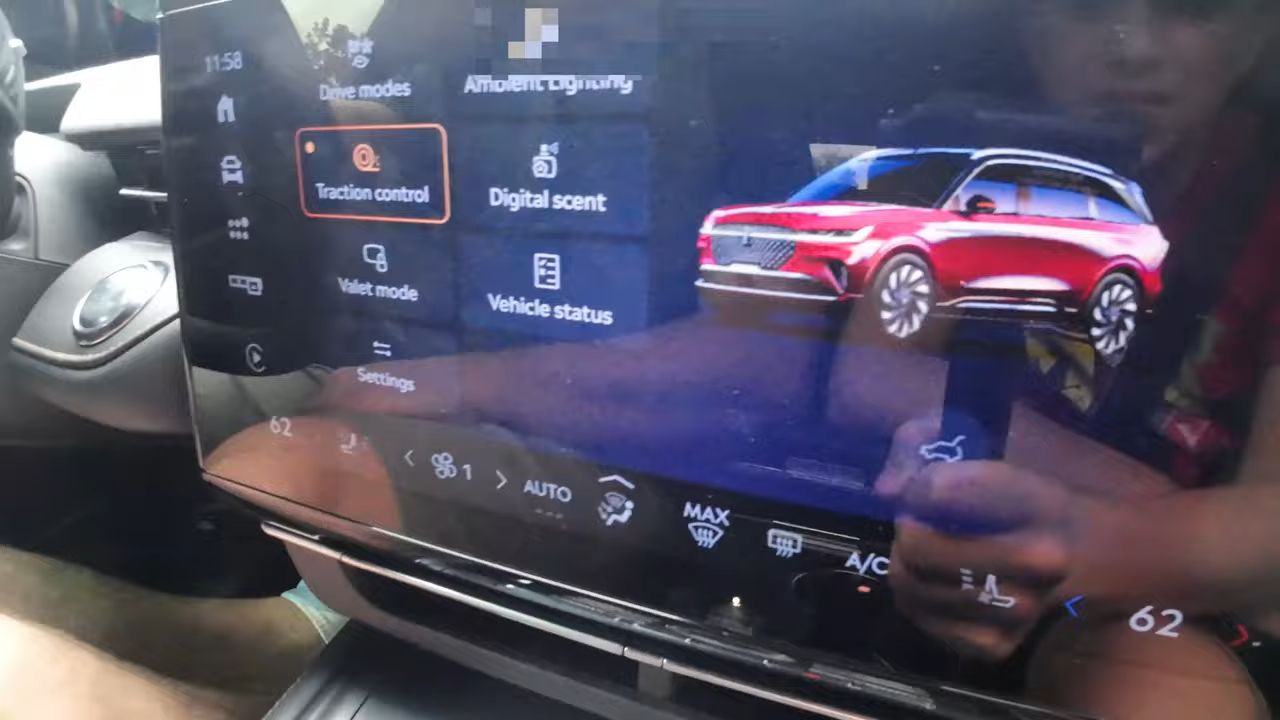 11:58
Drive modes
Ambient Lighting
Traction control
Digital scent
Valet mode
Vehicle status
Settings
62
1
AUTO
MAX
A/C
62